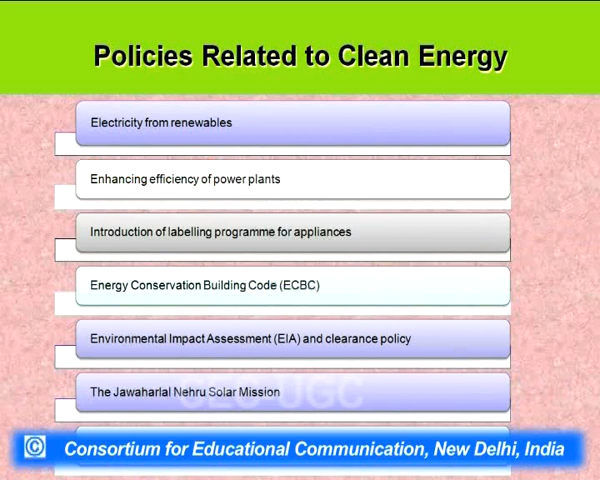 Policies Related to Clean Energy
Electricity from renewables
Enhancing efficiency of power plants
Introduction of labelling programme for appliances
Energy Conservation Building Code (ECBC)
Environmental Impact Assessment (EIA) and clearance policy
The Jawaharlal Nehru Solar Mission
CEC-UGC
© Consortium for Educational Communication, New Delhi, India